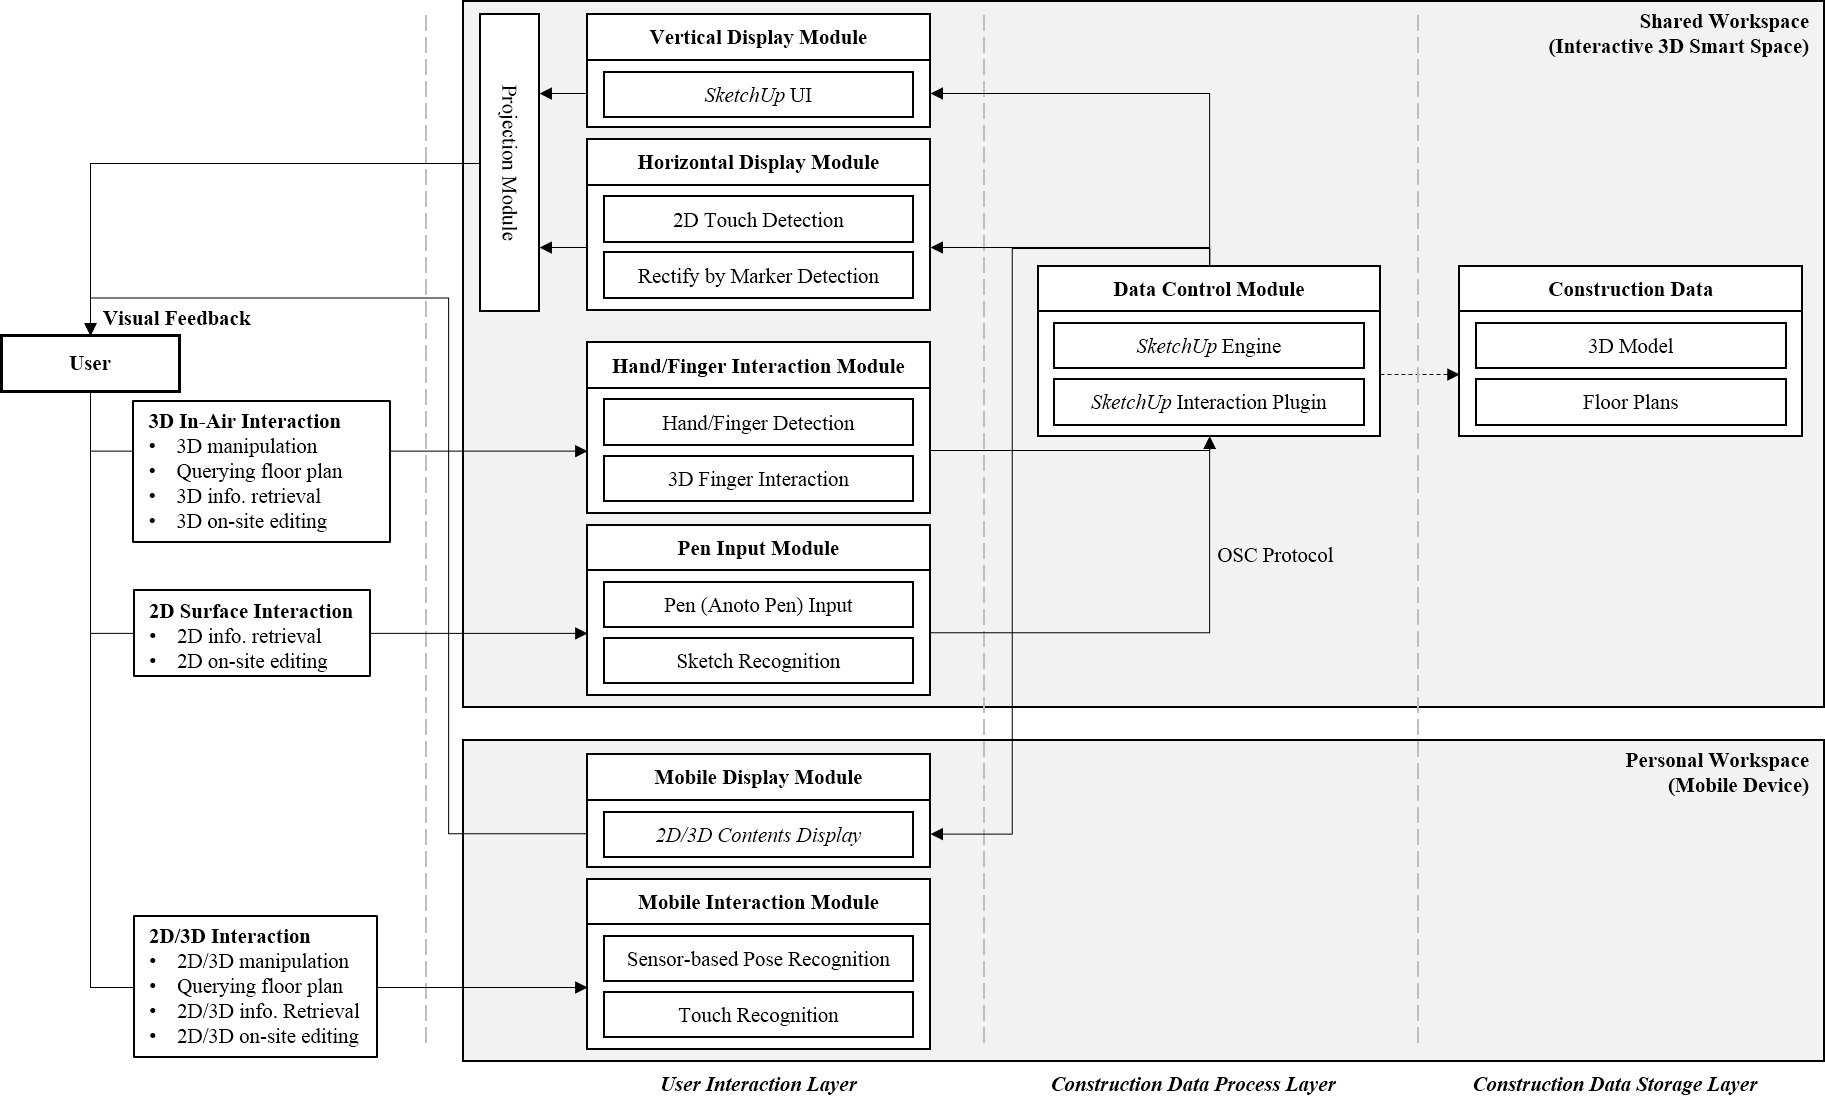 Shared Workspace
(Interactive 3D Smart Space)
Projection Module
Vertical Display Module
SketchUp UI
Horizontal Display Module
2D Touch Detection
Rectify by Marker Detection
Data Control Module
SketchUp Engine
SketchUp Interaction Plugin
Construction Data
3D Model
Floor Plans
Visual Feedback
User
Hand/Finger Interaction Module
Hand/Finger Detection
3D Finger Interaction
3D In-Air Interaction
• 3D manipulation
• Querying floor plan
• 3D info. retrieval
• 3D on-site editing
Pen Input Module
Pen (Anoto Pen) Input
Sketch Recognition
OSC Protocol
2D Surface Interaction
• 2D info. retrieval
• 2D on-site editing
Personal Workspace
(Mobile Device)
Mobile Display Module
2D/3D Contents Display
Mobile Interaction Module
Sensor-based Pose Recognition
Touch Recognition
2D/3D Interaction
• 2D/3D manipulation
• Querying floor plan
• 2D/3D info. Retrieval
• 2D/3D on-site editing
User Interaction Layer
Construction Data Process Layer
Construction Data Storage Layer